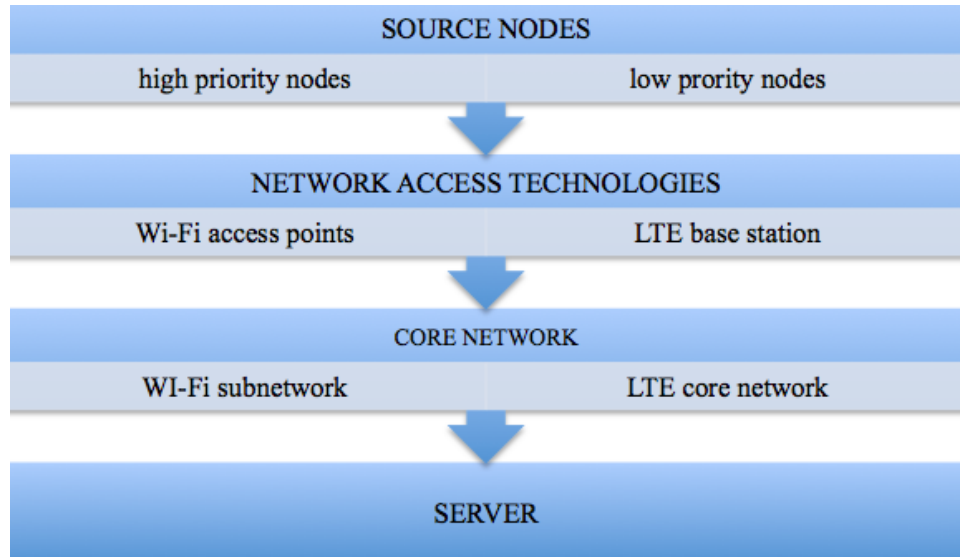 SOURCE NODES
high priority nodes low prority nodes
NETWORK ACCESS TECHNOLOGIES
Wi-Fi access points LTE base station
CORE NETWORK
WI-Fi subnetwork LTE core network
SERVER